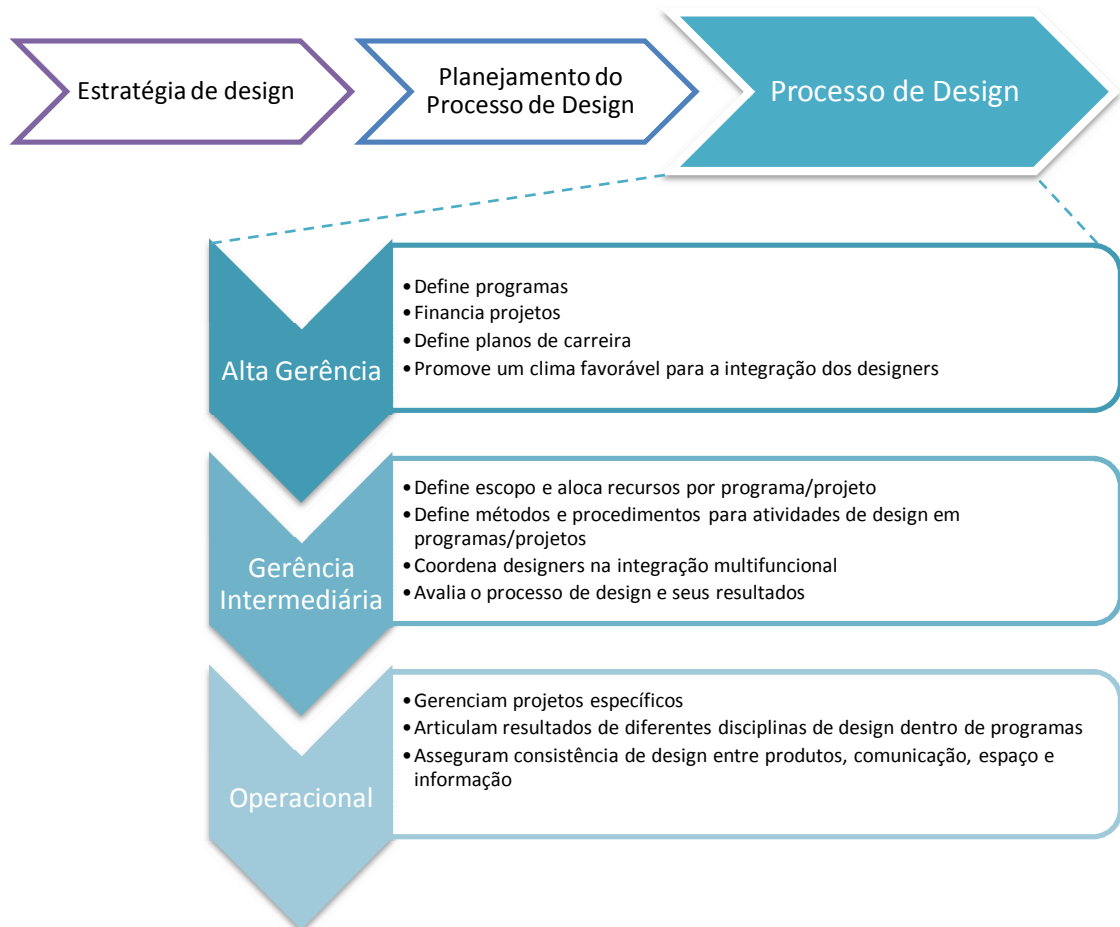 Estratégia de design
Planejamento do
Processo de Design
Processo de Design
Alta Gerência
•Define programas
•Financia projetos
•Define planos de carreira
•Promove um clima favorável para a integração dos designers
Gerência
Intermediária
•Define escopo e aloca recursos por programa/projeto
•Define métodos e procedimentos para atividades de design em
programas/projetos
•Coordena designers na integração multifuncional
•Avalia o processo de design e seus resultados
Operacional
•Gerenciam projetos específicos
•Articulam resultados de diferentes disciplinas de design dentro de programas
•Asseguram consistência de design entre produtos, comunicação, espaço e
informação